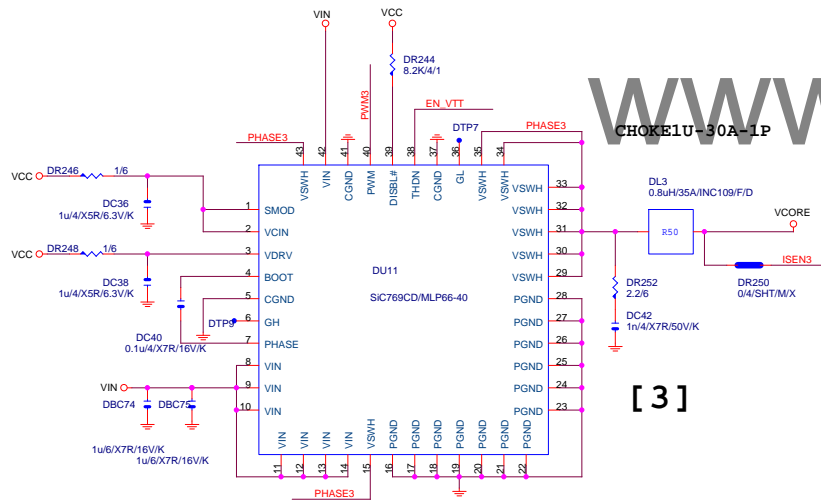 VIN
VCC
DR244
8.2K/4/1
PWM3
EN_VTT
DTP7
PHASE3
PHASE3
WWW
CHOKE1U-30A-1P
43
42
41
40
39
38
37
36
35
34
VSWH
VIN
CGND
PWM
DISBL#
THDN
CGND
GL
VSWH
VSWH
VCC
DR246
1/6
DC36
1u/4/X5R/6.3V/K
1
SMOD
2
VCIN
VCC
DR248
1/6
3
VDRV
DC38
1u/4/X5R/6.3V/K
4
BOOT
5
CGND
DTP9
6
GH
DC40
0.1u/4/X7R/16V/K
7
PHASE
8
VIN
VIN
9
VIN
10
VIN
DBC74
DBC75
1u/6/X7R/16V/K
1u/6/X7R/16V/K
DU11
SiC769CD/MLP66-40
VSWH
33
VSWH
32
VSWH
31
VSWH
30
VSWH
29
PGND
28
PGND
27
PGND
26
PGND
25
PGND
24
PGND
23
DL3
0.8uH/35A/INC109/F/D
R50
VCORE
ISEN3
DR250
0/4/SHT/M/X
DR252
2.2/6
DC42
1n/4/X7R/50V/K
[3]
VIN
VIN
VIN
VIN
VSWH
PGND
PGND
PGND
PGND
PGND
PGND
PGND
11
12
13
14
15
16
17
18
19
20
21
22
PHASE3